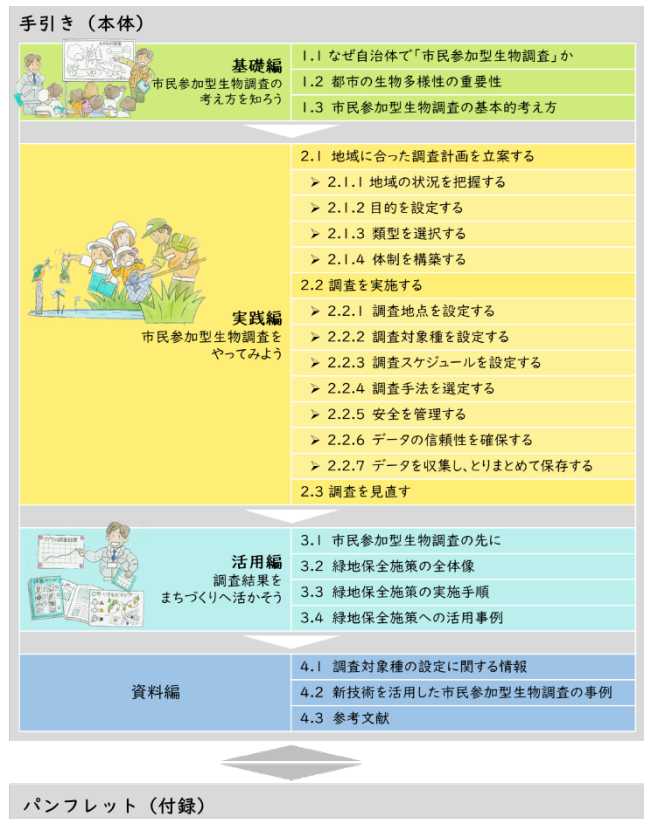 手引き（本体）
基礎編
市民参加型生物調査の
考え方を知ろう
1.1 なぜ自治体で「市民参加型生物調査」か
1.2 都市の生物多様性の重要性
1.3 市民参加型生物調査の基本的考え方
実践編
市民参加型生物調査を
やってみよう
2.1 地域に合った調査計画を立案する
➢ 2.1.1 地域の状況を把握する
➢ 2.1.2 目的を設定する
➢ 2.1.3 類型を選択する
➢ 2.1.4 体制を構築する
2.2 調査を実施する
➢ 2.2.1 調査地点を設定する
➢ 2.2.2 調査対象種を設定する
➢ 2.2.3 調査スケジュールを設定する
➢ 2.2.4 調査手法を選定する
➢ 2.2.5 安全を管理する
➢ 2.2.6 データの信頼性を確保する
➢ 2.2.7 データを収集し、とりまとめて保存する
2.3 調査を見直す
活用編
調査結果を
まちづくりへ活かそう
3.1 市民参加型生物調査の先に
3.2 緑地保全施策の全体像
3.3 緑地保全施策の実施手順
3.4 緑地保全施策への活用事例
資料編
4.1 調査対象種の設定に関する情報
4.2 新技術を活用した市民参加型生物調査の事例
4.3 参考文献
パンフレット（付録）